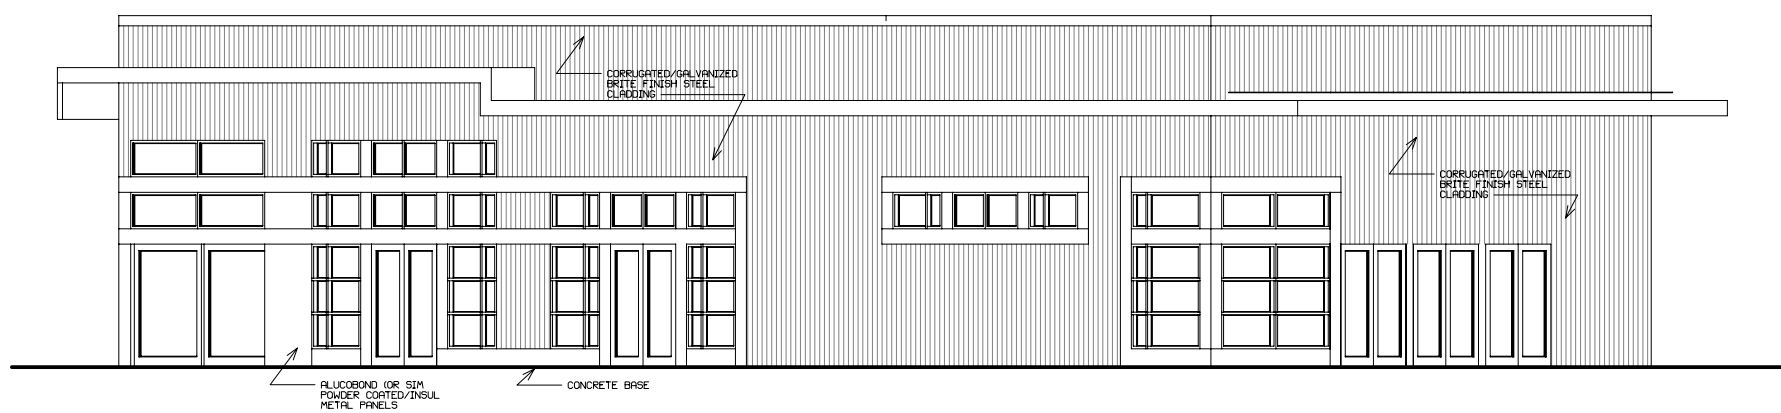 CORRUGATED/GALVANIZED
BRITE FINISH STEEL
CLADDING
CORRUGATED/GALVANIZED
BRITE FINISH STEEL
CLADDING
ALUCOBOND (OR SIM
POWDER COATED/INSUL
METAL PANELS
CONCRETE BASE